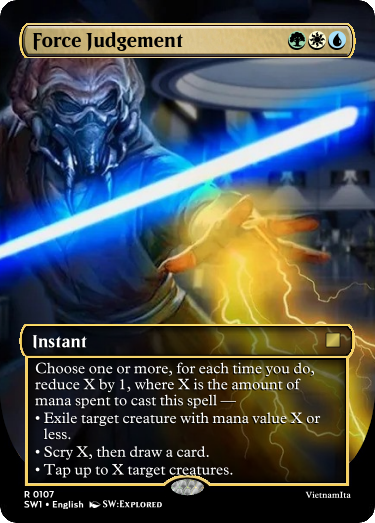 Force Judgement
Instant
Choose one or more, for each time you do,
reduce X by 1, where X is the amount of
mana spent to cast this spell —
• Exile target creature with mana value X or
less.
• Scry X, then draw a card.
• Tap up to X target creatures.
R 0107
SW1 • English SW:Explored
VietnamIta